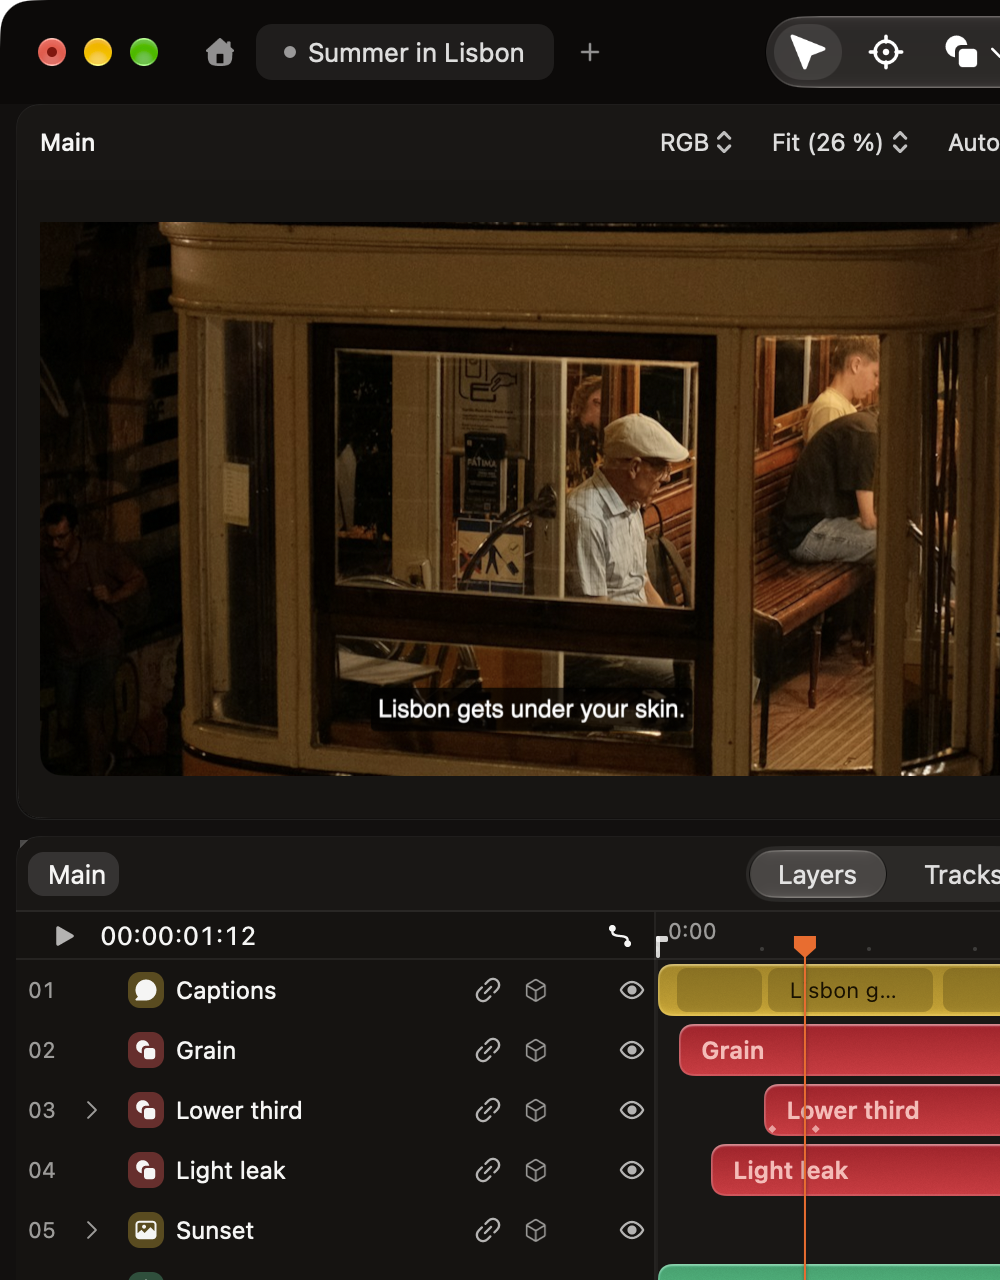 Summer in Lisbon
Main
RGB
Fit (26 %)
Auto
FATIMA
Lisbon gets under your skin.
Main
Layers
Tracks
00:00:01:12
0:00
01
Captions
Lisbon g...
02
Grain
Grain
03
Lower third
Lower third
04
Light leak
Light leak
05
Sunset